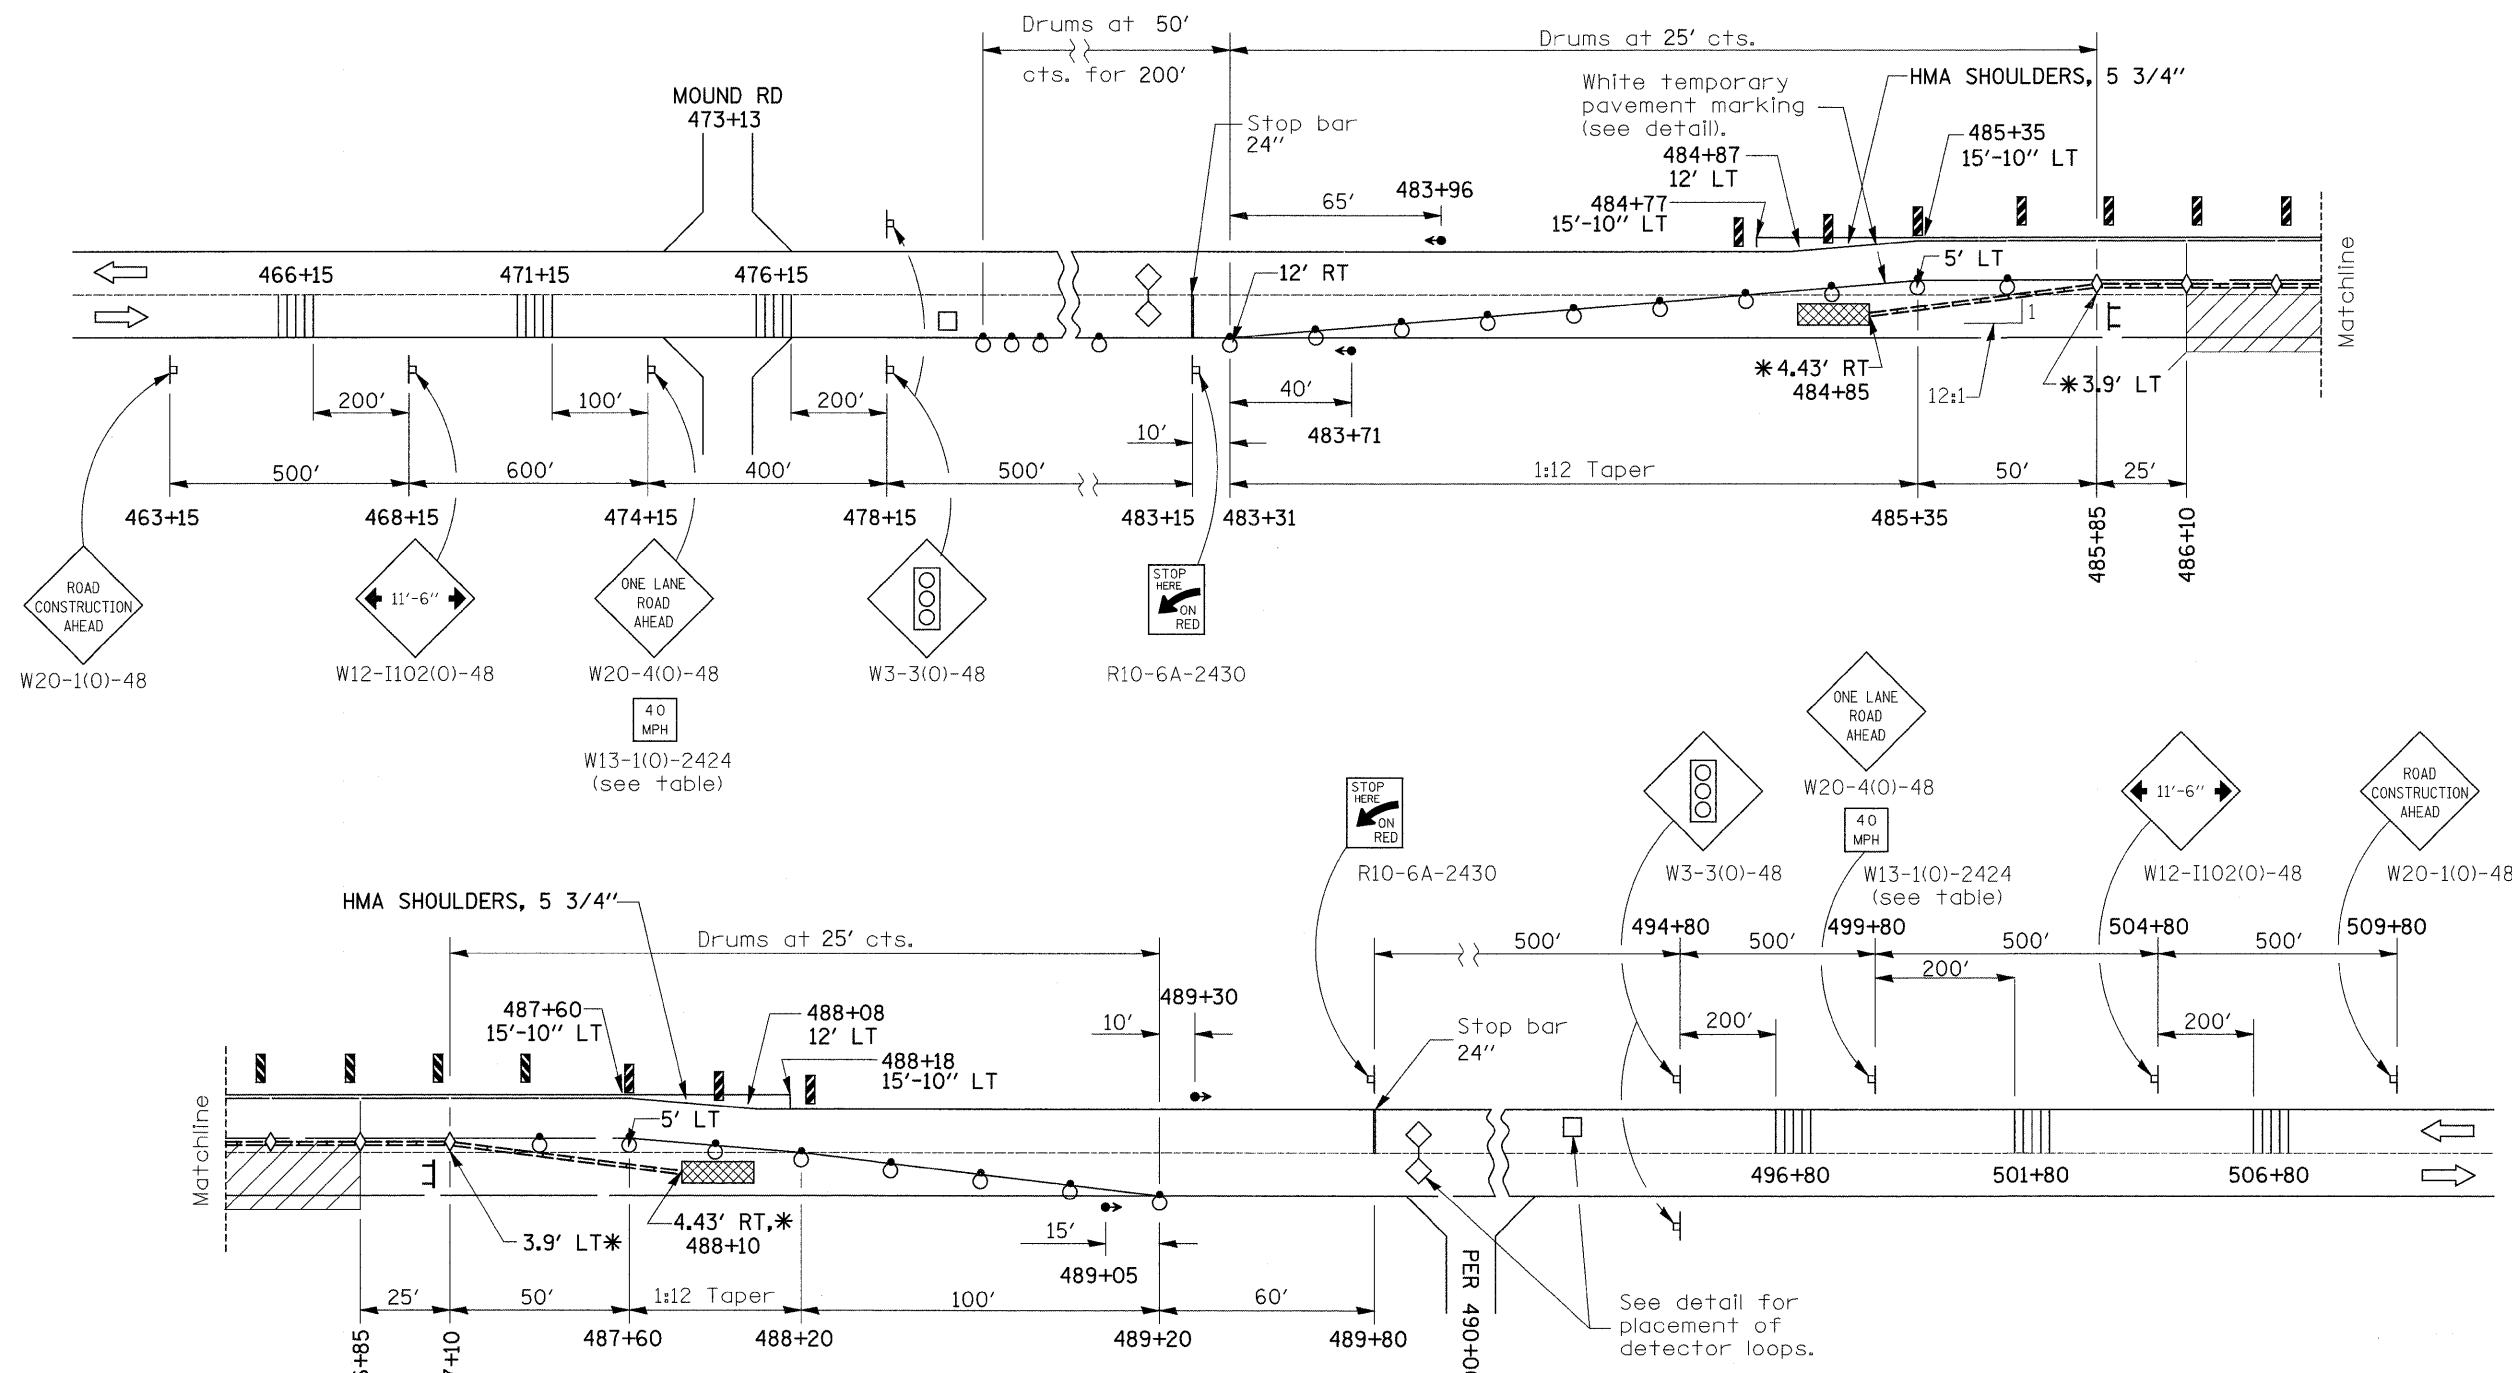 Drums at 50'
cts. for 200'
Drums at 25' cts.
White temporary
pavement marking
(see detail).
HMA SHOULDERS, 5 3/4"
MOUND RD
473+13
Stop bar
24"
485+35
15'-10" LT
484+87
12' LT
483+96
65'
484+77
15'-10" LT
466+15
471+15
476+15
12' RT
5' LT
Matchline
1
*4.43' RT
484+85
12:1
*3.9' LT
200'
100'
200'
40'
483+71
10'
500'
600'
400'
500'
1:12 Taper
50'
25'
463+15
468+15
474+15
478+15
483+15
483+31
485+35
485+85
486+10
ROAD
CONSTRUCTION
AHEAD
11'-6"
ONE LANE
ROAD
AHEAD
STOP
HERE
ON
RED
W20-1(O)-48
W12-I102(O)-48
W20-4(O)-48
W3-3(O)-48
R10-6A-2430
40
MPH
W13-1(O)-2424
(see table)
ONE LANE
ROAD
AHEAD
W20-4(O)-48
STOP
HERE
ON
RED
40
MPH
11'-6"
ROAD
CONSTRUCTION
AHEAD
R10-6A-2430
W3-3(O)-48
W13-1(O)-2424
(see table)
W12-I102(O)-48
W20-1(O)-48
HMA SHOULDERS, 5 3/4"
Drums at 25' cts.
494+80
499+80
504+80
509+80
500'
500'
500'
500'
200'
487+60
15'-10" LT
488+08
12' LT
489+30
10'
488+18
15'-10" LT
Stop bar
24"
200'
200'
5' LT
Matchline
496+80
501+80
506+80
3.9' LT*
4.43' RT,*
488+10
15'
489+05
25'
50'
1:12 Taper
100'
60'
+85
+10
487+60
488+20
489+20
489+80
PER 490+0
See detail for
placement of
detector loops.